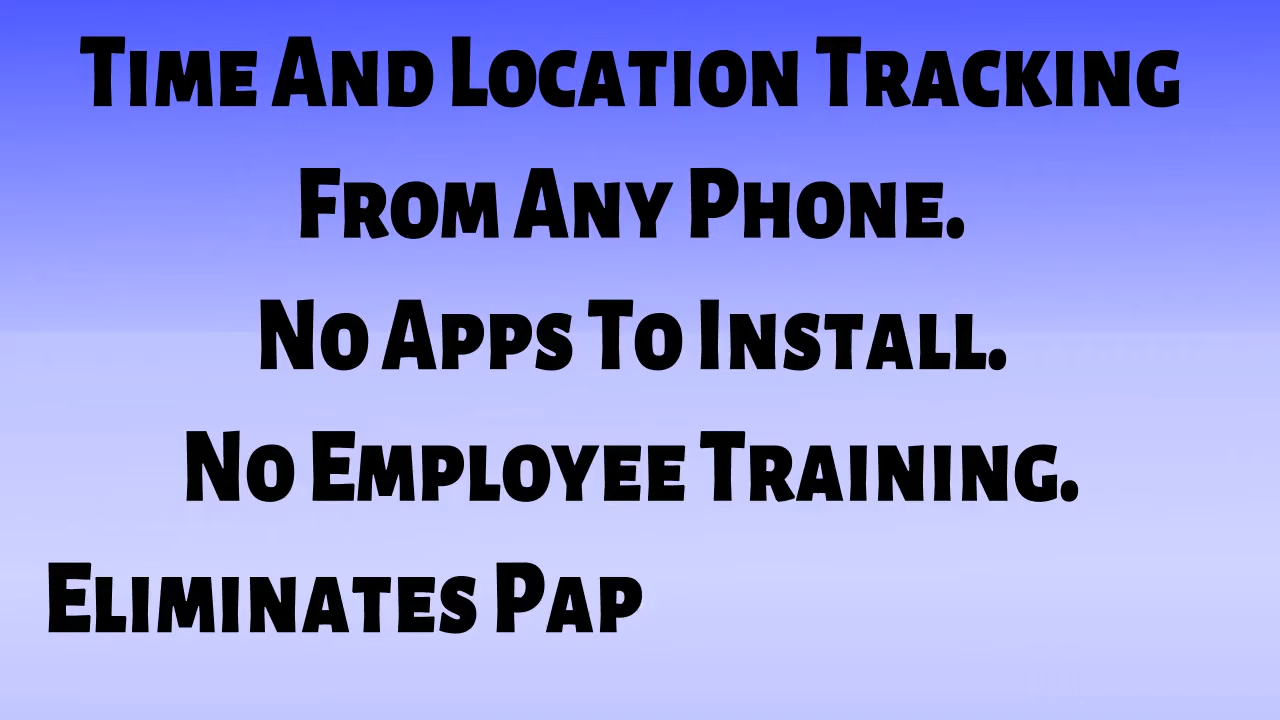 Time And Location Tracking
From Any Phone.
No Apps To Install.
No Employee Training.
Eliminates Pap